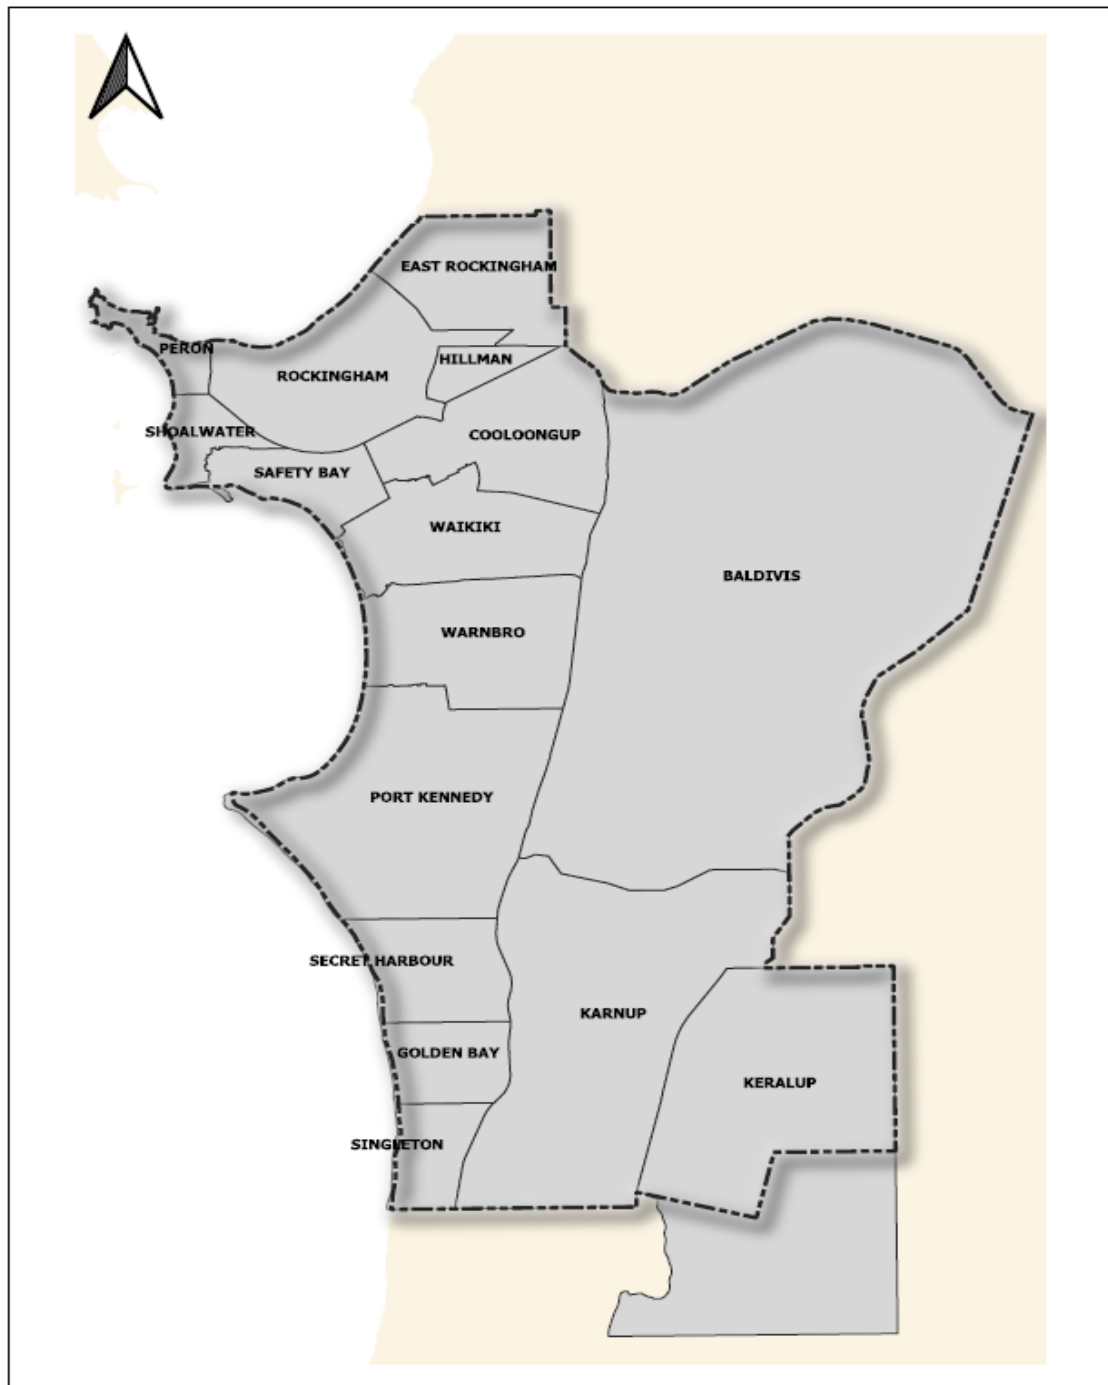 EAST ROCKINGHAM
PERON
HILLMAN
ROCKINGHAM
SHOALWATER
COOLOONGUP
SAFETY BAY
WAIKIKI
BALDIVIS
WARNBRO
PORT KENNEDY
SECRET HARBOUR
KARNUP
GOLDEN BAY
KERALUP
SINGLETON